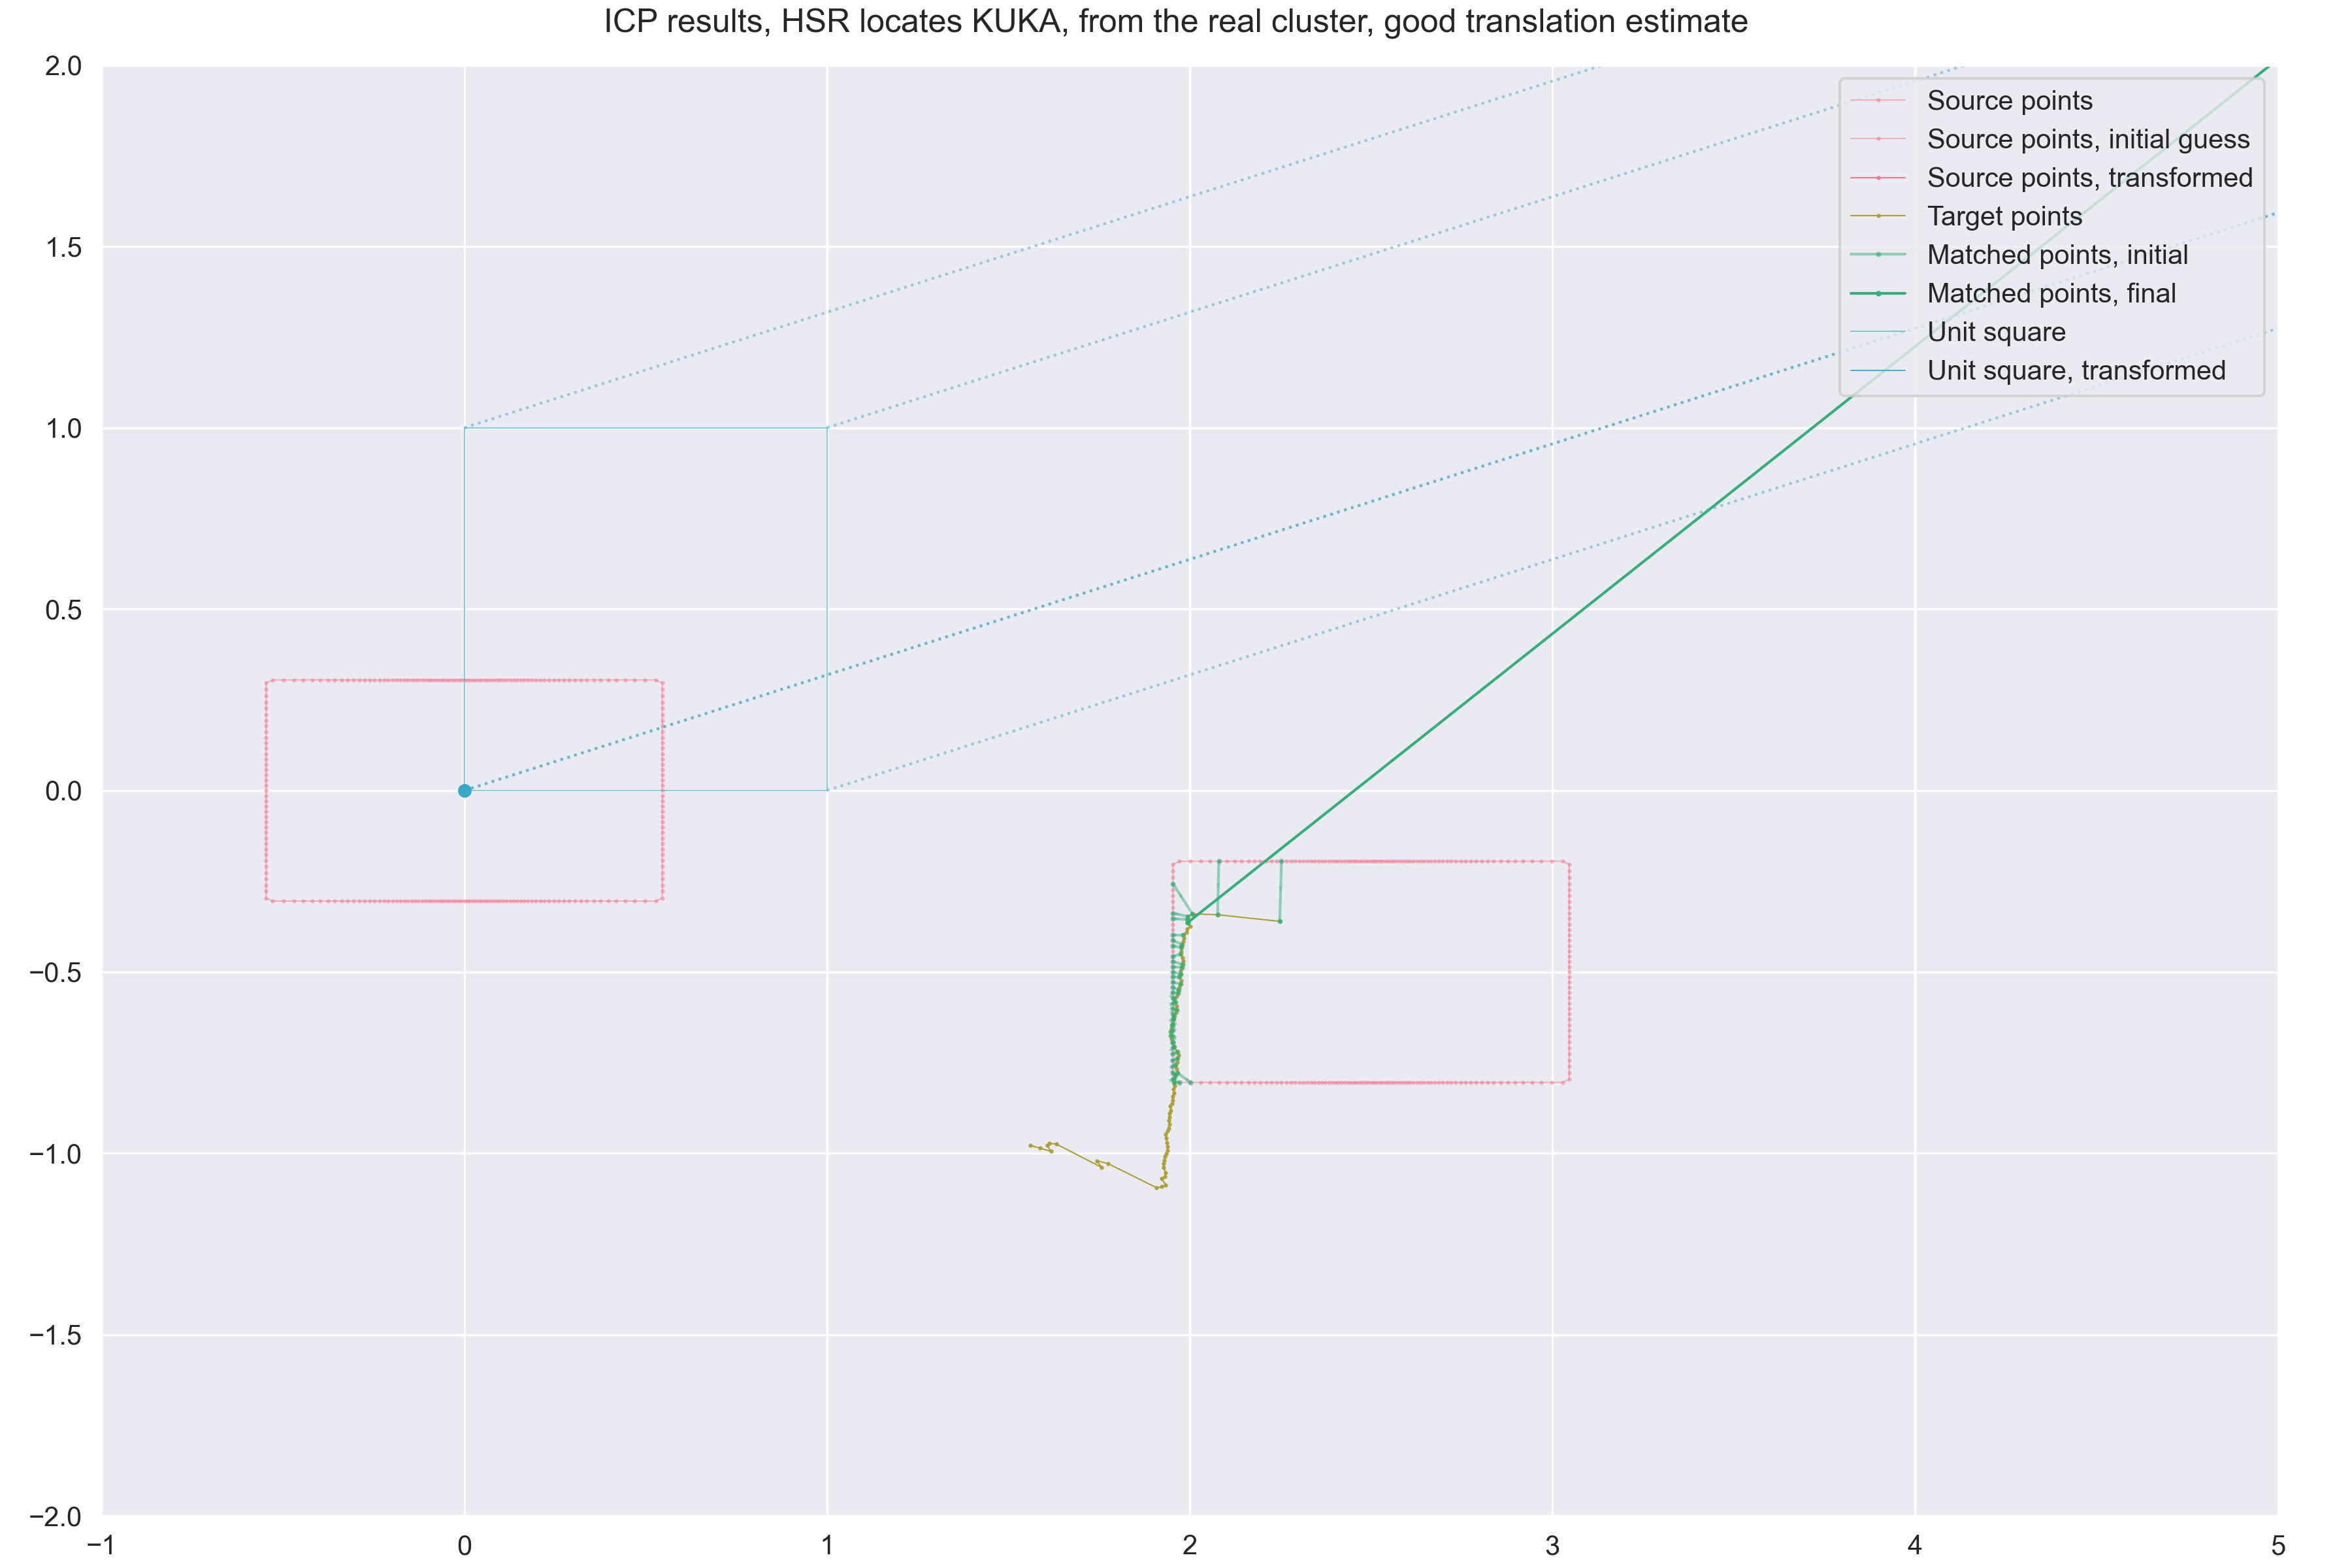 ICP results, HSR locates KUKA, from the real cluster, good translation estimate
2.0
1.5
1.0
0.5
0.0
−0.5
−1.0
−1.5
−2.0
−1 0 1 2 3 4 5
Source points
Source points, initial guess
Source points, transformed
Target points
Matched points, initial
Matched points, final
Unit square
Unit square, transformed